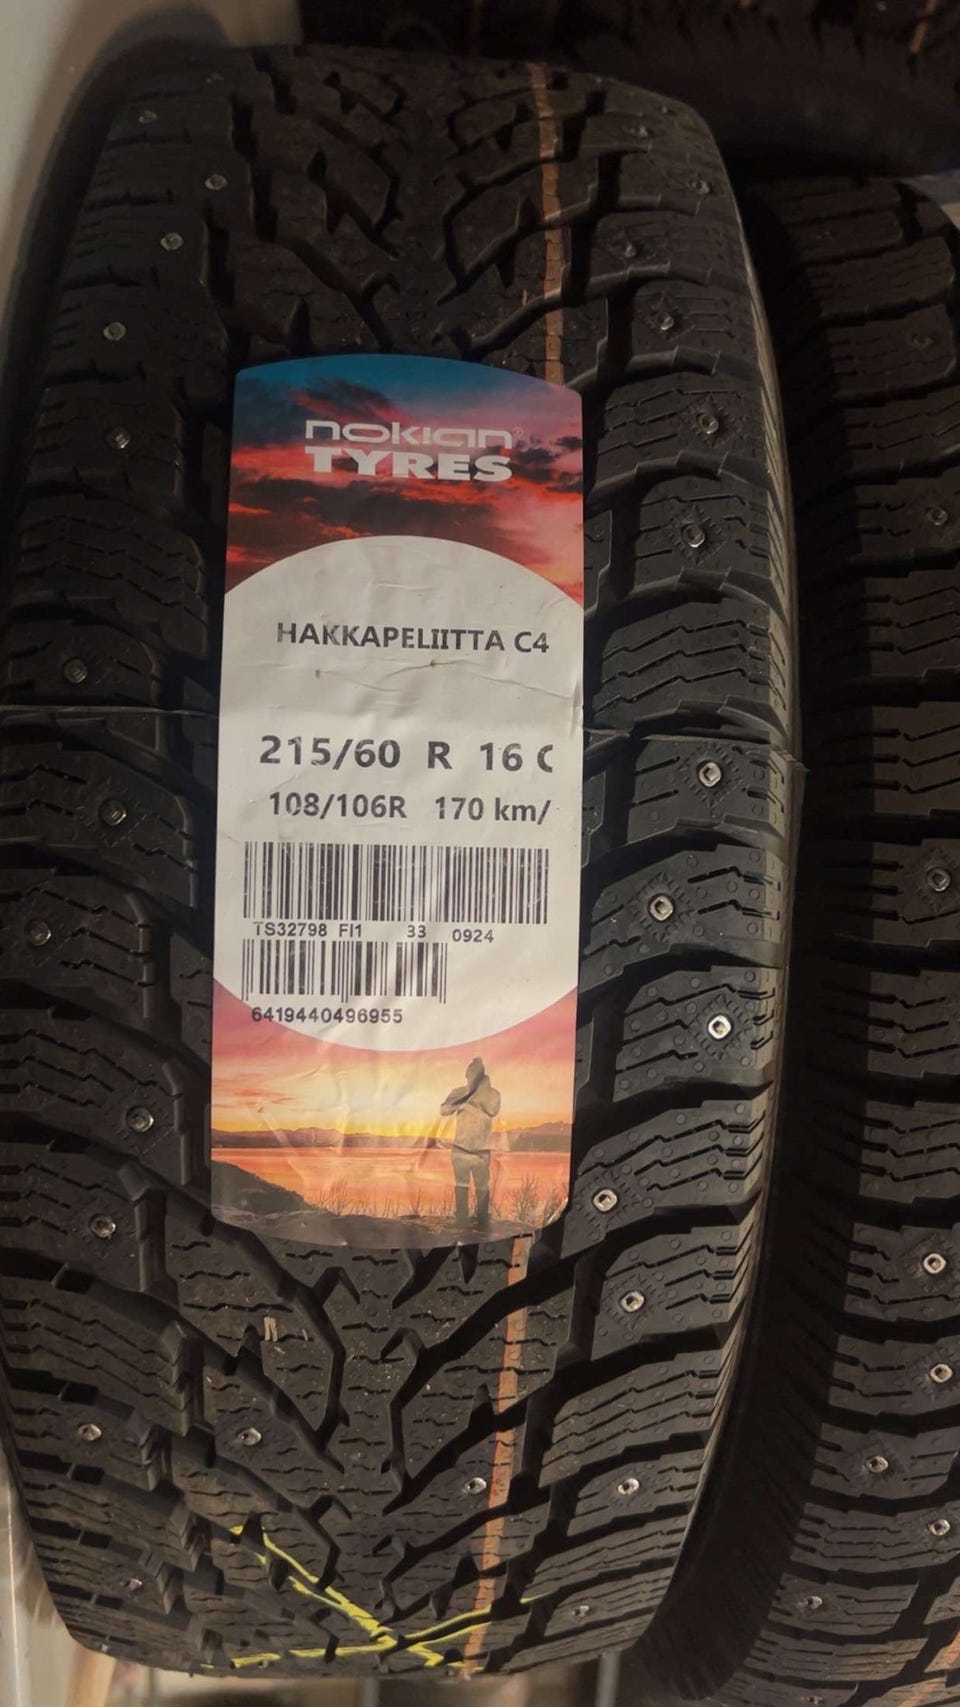 nokian®
TYRES
HAKKAPELIITTA C4
215/60 R 16 C
108/106R 170 km/
TS32798 FI1 33 0924
6419440496955